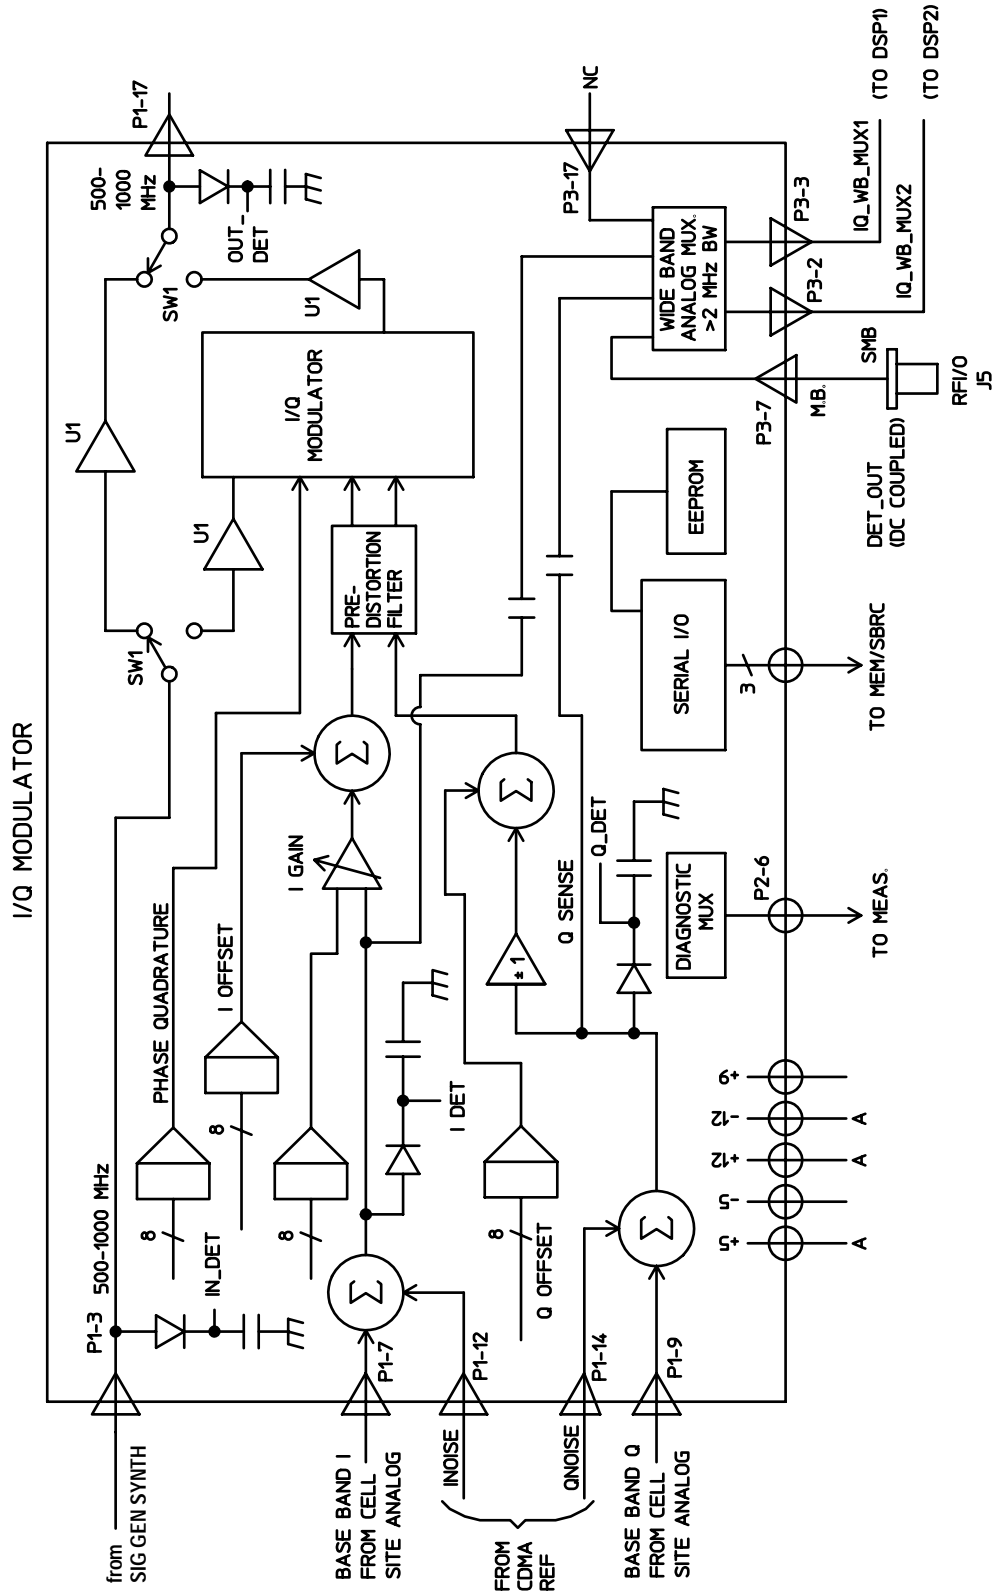 I/Q MODULATOR
from
SIG GEN SYNTH
P1-3
500-1000 MHz
IN_DET
8
PHASE QUADRATURE
8
I OFFSET
SW1
U1
U1
SW1
U1
500-
1000
MHz
OUT_
DET
P1-17
I/Q
MODULATOR
BASE BAND I
FROM CELL
SITE ANALOG
P1-7
Σ
8
I DET
I GAIN
Σ
PRE-
DISTORTION
FILTER
FROM
CDMA
REF
INOISE
P1-12
QNOISE
P1-14
Q OFFSET
8
± 1
Q SENSE
Σ
BASE BAND Q
FROM CELL
SITE ANALOG
P1-9
Σ
Q_DET
DIAGNOSTIC
MUX
P2-6
TO MEAS.
SERIAL I/O
3
TO MEM/SBRC
EEPROM
WIDE BAND
ANALOG MUX.
>2 MHz BW
P3-17
NC
P3-3
IQ_WB_MUX1
(TO DSP1)
P3-2
IQ_WB_MUX2
(TO DSP2)
P3-7
M.B.
SMB
DET_OUT
(DC COUPLED)
RFI/O
J5
+5
-5
+12
-12
+9
A
A
A